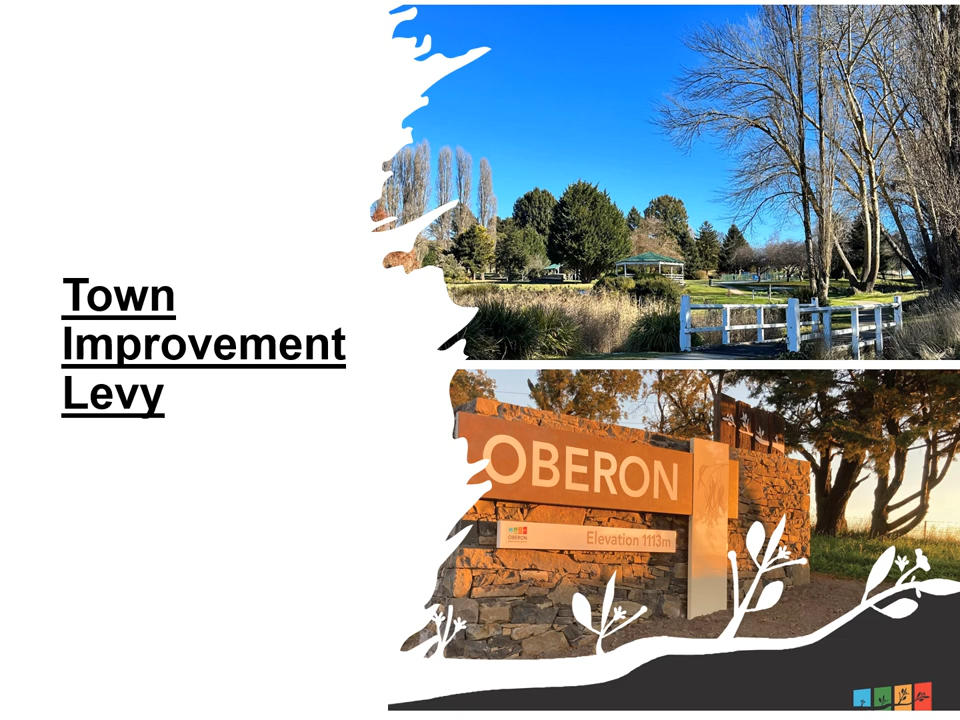 Town
Improvement
Levy
OBERON
Elevation 1113m
OBERON